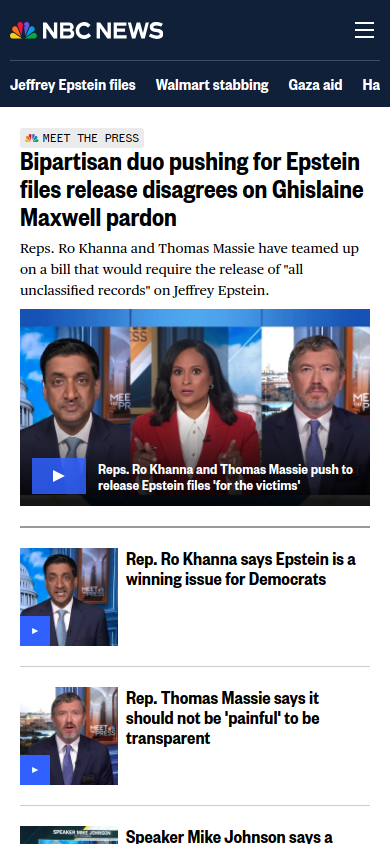 NBC NEWS
Jeffrey Epstein files Walmart stabbing Gaza aid Ha
MEET THE PRESS
Bipartisan duo pushing for Epstein
files release disagrees on Ghislaine
Maxwell pardon
Reps. Ro Khanna and Thomas Massie have teamed up
on a bill that would require the release of "all
unclassified records" on Jeffrey Epstein.
Reps. Ro Khanna and Thomas Massie push to
release Epstein files 'for the victims'
Rep. Ro Khanna says Epstein is a
winning issue for Democrats
Rep. Thomas Massie says it
should not be 'painful' to be
transparent
SPEAKER MIKE JOHNSON
Speaker Mike Johnson says a